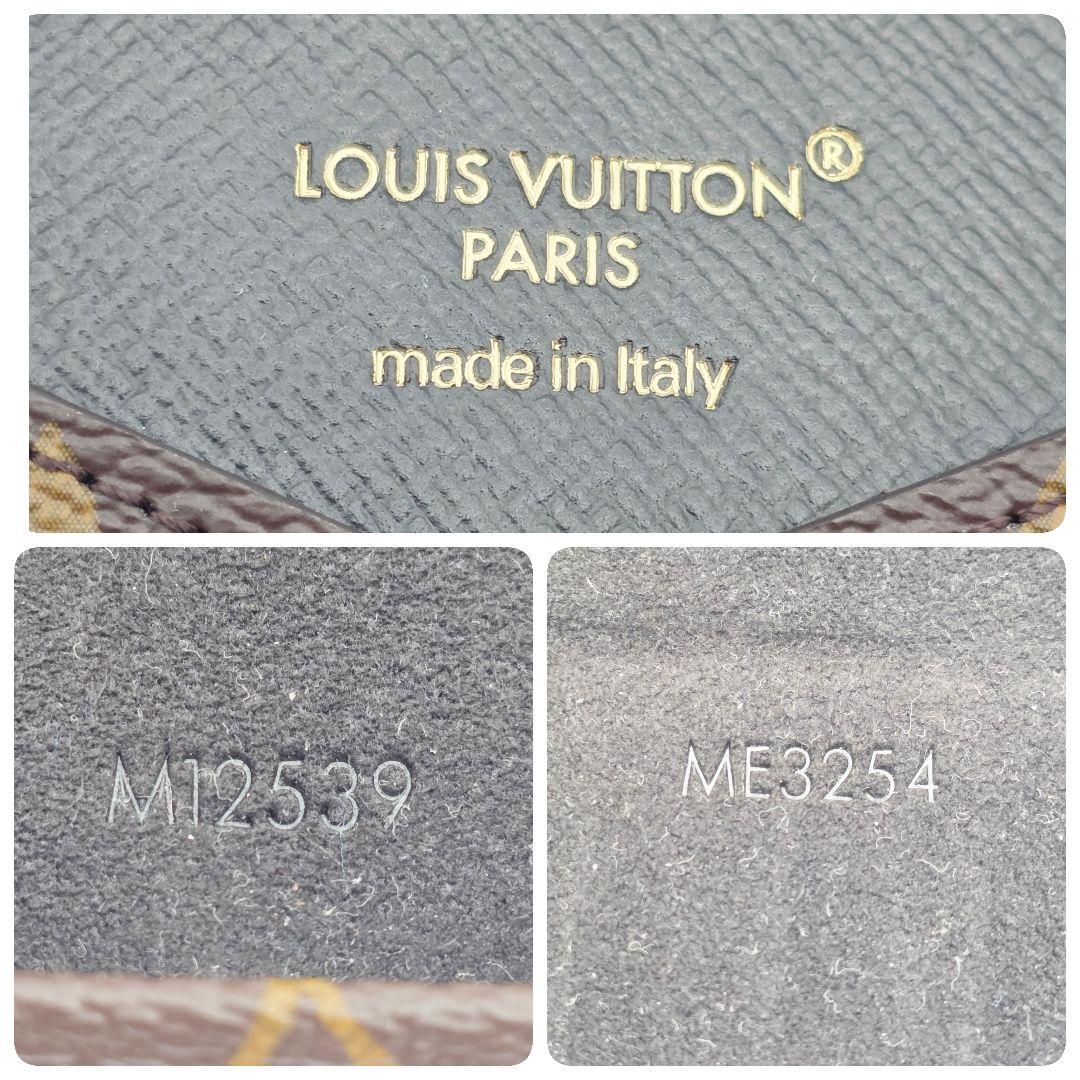 LOUIS VUITTON®
PARIS
made in Italy
M12539
ME3254